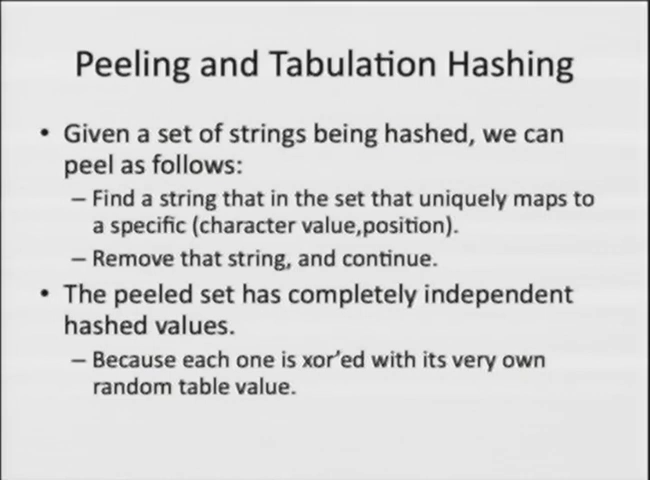 Peeling and Tabulation Hashing
• Given a set of strings being hashed, we can
peel as follows:
– Find a string that in the set that uniquely maps to
a specific (character value,position).
– Remove that string, and continue.
• The peeled set has completely independent
hashed values.
– Because each one is xor'ed with its very own
random table value.